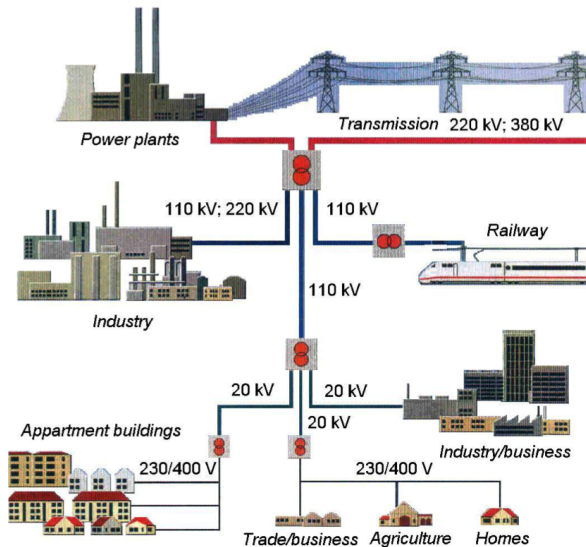 Power plants
Transmission
220 kV; 380 kV
110 kV; 220 kV
110 kV
Railway
Industry
110 kV
20 kV
20 kV
20 kV
Appartment buildings
Industry/business
230/400 V
230/400 V
Trade/business
Agriculture
Homes